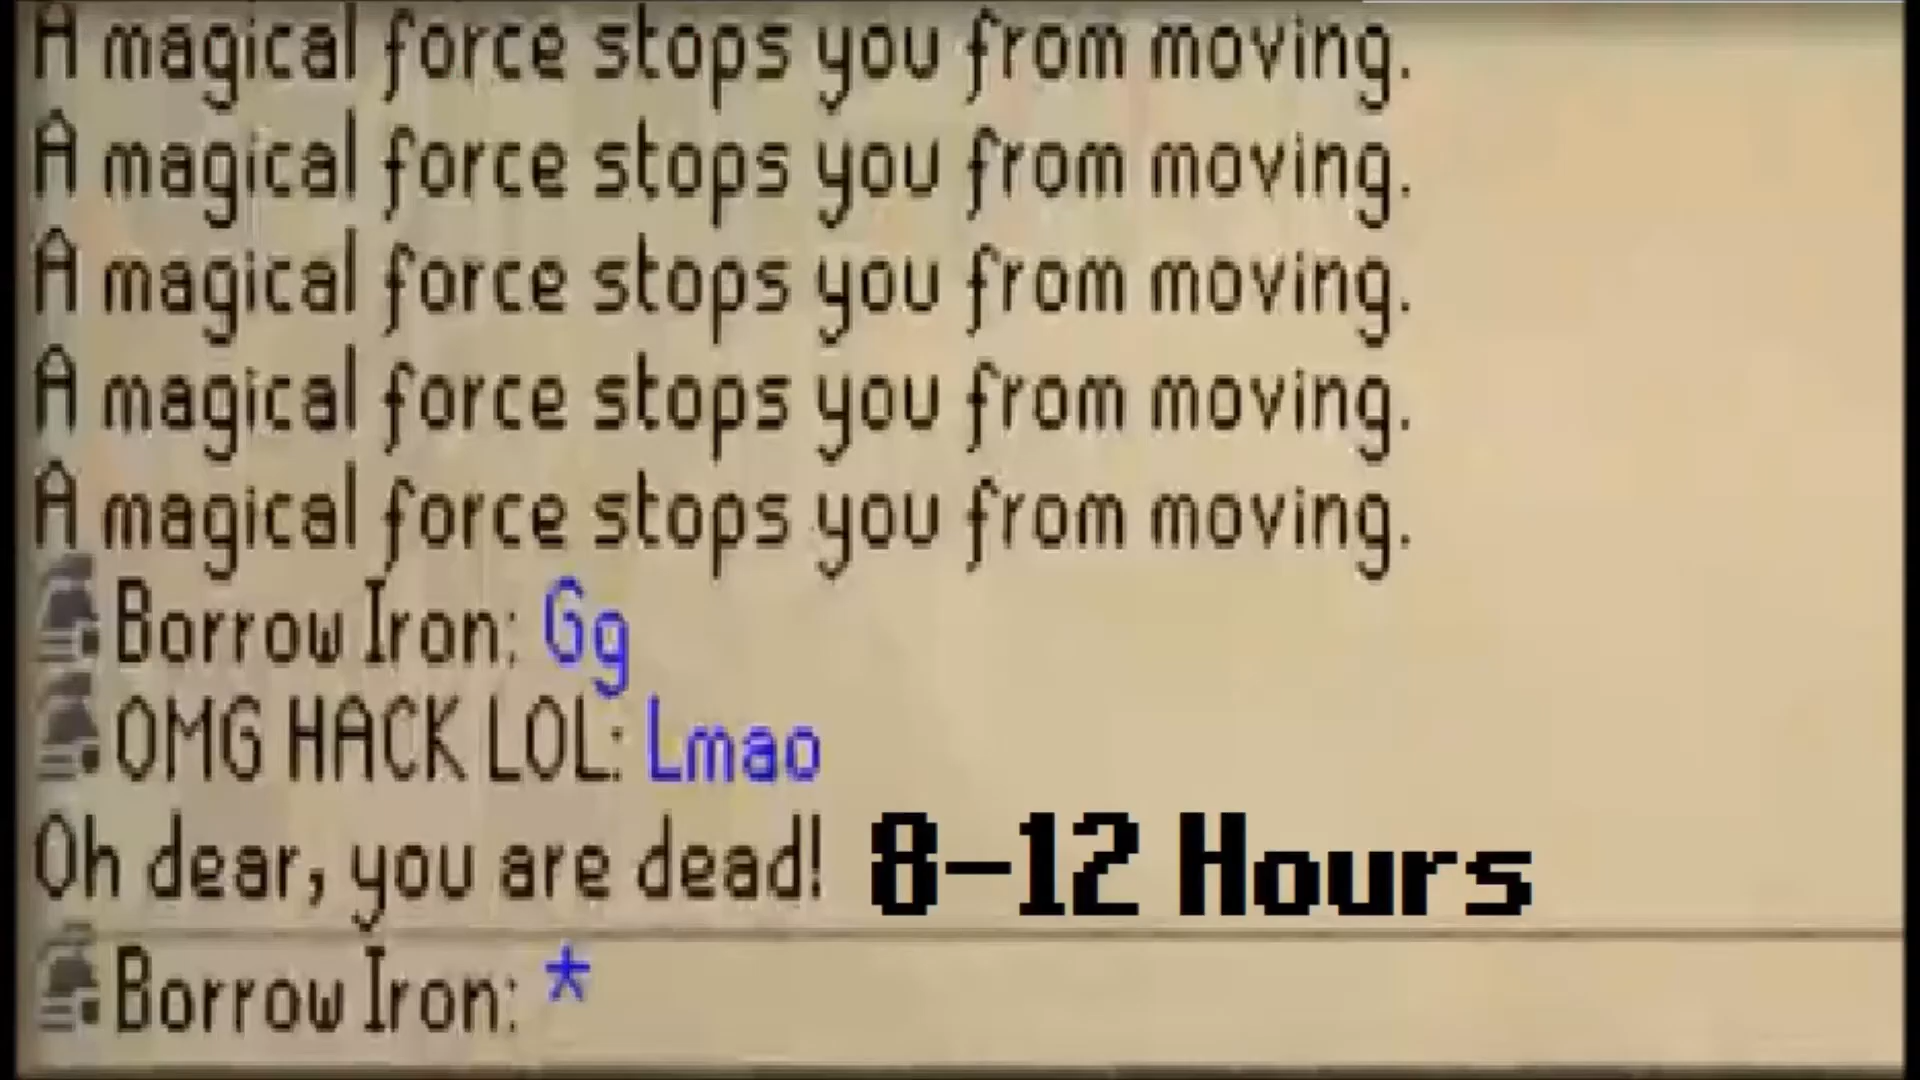 A magical force stops you from moving.
A magical force stops you from moving.
A magical force stops you from moving.
A magical force stops you from moving.
A magical force stops you from moving.
Borrow Iron: Gg
OMG HACK LOL: Lmao
Oh dear, you are dead! 8-12 Hours
Borrow Iron: *